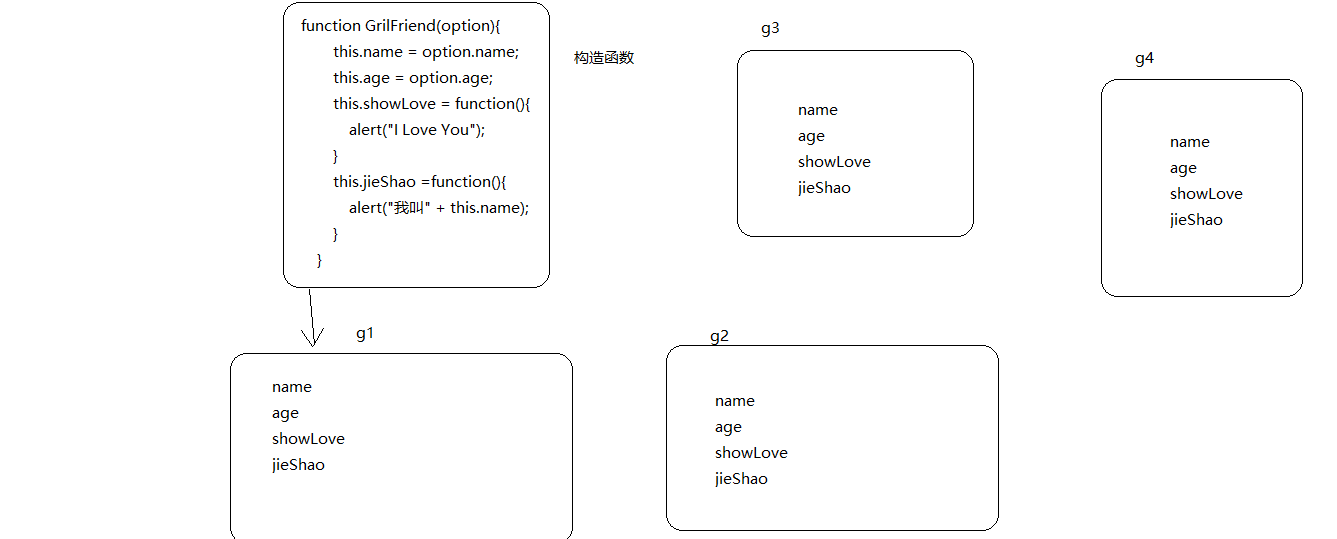 function GrilFriend(option){
this.name = option.name;
this.age = option.age;
this.showLove = function(){
alert("I Love You");
}
this.jieShao =function(){
alert("我叫" + this.name);
}
}
构造函数
g3
name
age
showLove
jieShao
g4
name
age
showLove
jieShao
g1
name
age
showLove
jieShao
g2
name
age
showLove
jieShao